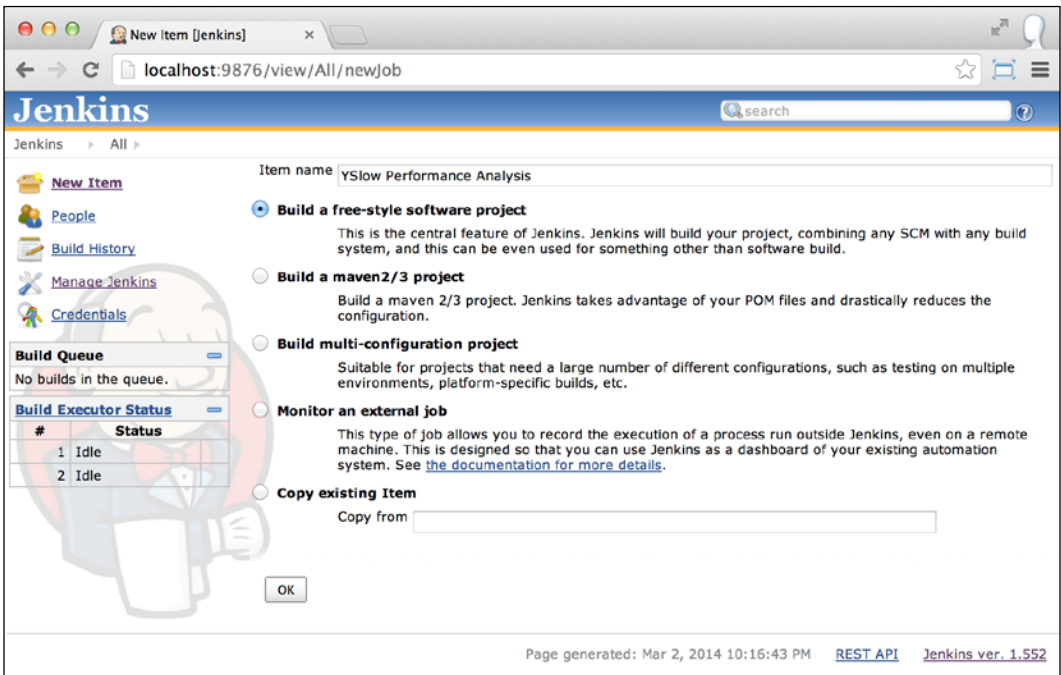 New Item [Jenkins]
localhost:9876/view/All/newJob
Jenkins
search
Jenkins All
New Item
People
Build History
Manage Jenkins
Credentials
Build Queue
No builds in the queue.
Build Executor Status
# Status
1 Idle
2 Idle
Item name YSlow Performance Analysis
Build a free-style software project
This is the central feature of Jenkins. Jenkins will build your project, combining any SCM with any build
system, and this can be even used for something other than software build.
Build a maven2/3 project
Build a maven 2/3 project. Jenkins takes advantage of your POM files and drastically reduces the
configuration.
Build multi-configuration project
Suitable for projects that need a large number of different configurations, such as testing on multiple
environments, platform-specific builds, etc.
Monitor an external job
This type of job allows you to record the execution of a process run outside Jenkins, even on a remote
machine. This is designed so that you can use Jenkins as a dashboard of your existing automation
system. See the documentation for more details.
Copy existing Item
Copy from
OK
Page generated: Mar 2, 2014 10:16:43 PM REST API Jenkins ver. 1.552